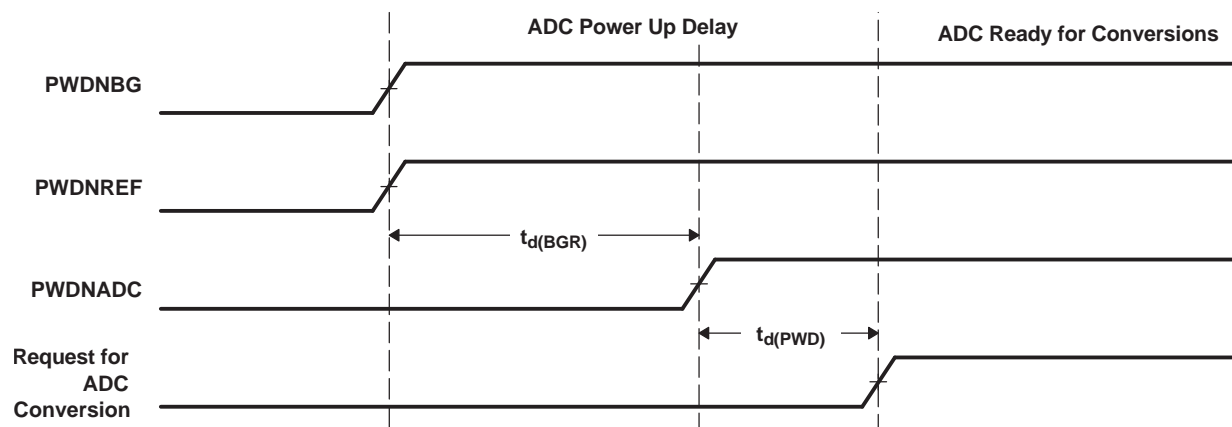 ADC Power Up Delay
ADC Ready for Conversions
PWDNBG
PWDNREF
td(BGR)
PWDNADC
td(PWD)
Request for
ADC
Conversion